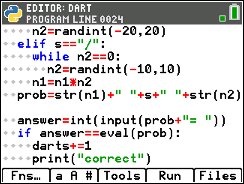 EDITOR: DART
PROGRAM LINE 0024
n2=randint(-20,20)
elif s=="/":
while n2==0:
n2=randint(-10,10)
n1=n1*n2
prob=str(n1)+" "+s+" "+str(n2)
answer=int(input(prob+"= "))
if answer==eval(prob):
darts+=1
print("correct")
Fns… a A # Tools Run Files